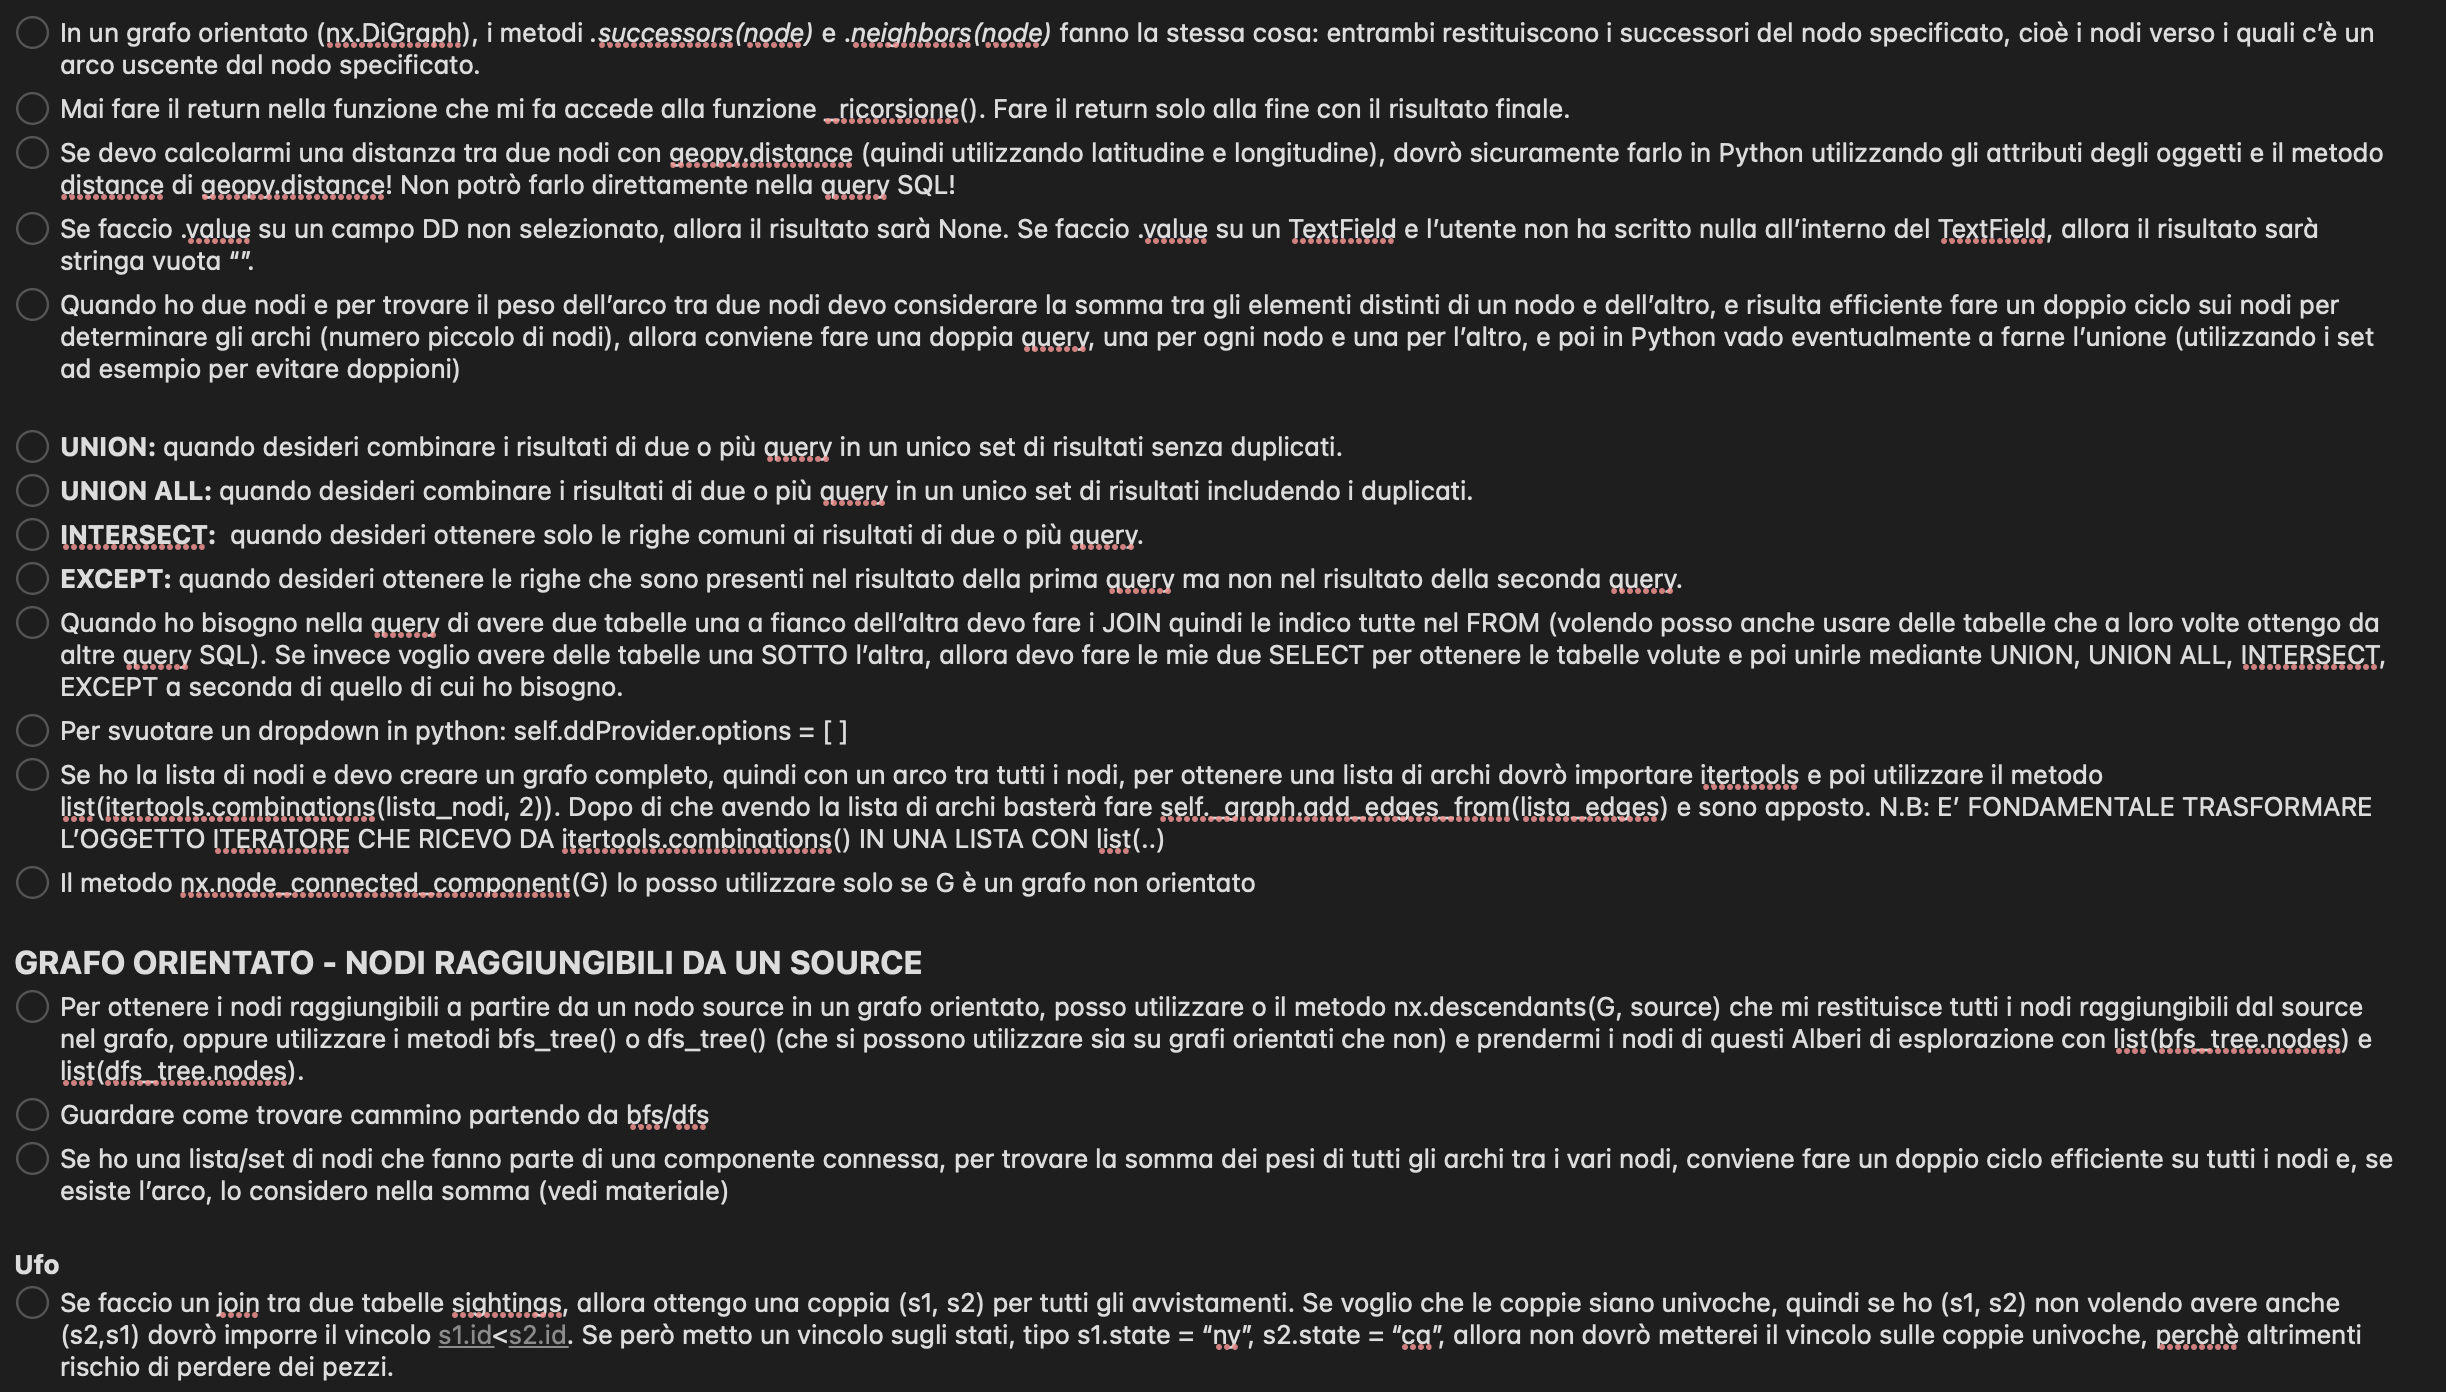 In un grafo orientato (nx.DiGraph), i metodi .successors(node) e .neighbors(node) fanno la stessa cosa: entrambi restituiscono i successori del nodo specificato, cioè i nodi verso i quali c’è un
arco uscente dal nodo specificato.
Mai fare il return nella funzione che mi fa accede alla funzione _ricorsione(). Fare il return solo alla fine con il risultato finale.
Se devo calcolarmi una distanza tra due nodi con geopy.distance (quindi utilizzando latitudine e longitudine), dovrò sicuramente farlo in Python utilizzando gli attributi degli oggetti e il metodo
distance di geopy.distance! Non potrò farlo direttamente nella query SQL!
Se faccio .value su un campo DD non selezionato, allora il risultato sarà None. Se faccio .value su un TextField e l’utente non ha scritto nulla all’interno del TextField, allora il risultato sarà
stringa vuota “”.
Quando ho due nodi e per trovare il peso dell’arco tra due nodi devo considerare la somma tra gli elementi distinti di un nodo e dell’altro, e risulta efficiente fare un doppio ciclo sui nodi per
determinare gli archi (numero piccolo di nodi), allora conviene fare una doppia query, una per ogni nodo e una per l’altro, e poi in Python vado eventualmente a farne l’unione (utilizzando i set
ad esempio per evitare doppioni)
UNION: quando desideri combinare i risultati di due o più query in un unico set di risultati senza duplicati.
UNION ALL: quando desideri combinare i risultati di due o più query in un unico set di risultati includendo i duplicati.
INTERSECT:  quando desideri ottenere solo le righe comuni ai risultati di due o più query.
EXCEPT: quando desideri ottenere le righe che sono presenti nel risultato della prima query ma non nel risultato della seconda query.
Quando ho bisogno nella query di avere due tabelle una a fianco dell’altra devo fare i JOIN quindi le indico tutte nel FROM (volendo posso anche usare delle tabelle che a loro volte ottengo da
altre query SQL). Se invece voglio avere delle tabelle una SOTTO l’altra, allora devo fare le mie due SELECT per ottenere le tabelle volute e poi unirle mediante UNION, UNION ALL, INTERSECT,
EXCEPT a seconda di quello di cui ho bisogno.
Per svuotare un dropdown in python: self.ddProvider.options = [ ]
Se ho la lista di nodi e devo creare un grafo completo, quindi con un arco tra tutti i nodi, per ottenere una lista di archi dovrò importare itertools e poi utilizzare il metodo
list(itertools.combinations(lista_nodi, 2)). Dopo di che avendo la lista di archi basterà fare self._graph.add_edges_from(lista_edges) e sono apposto. N.B: E’ FONDAMENTALE TRASFORMARE
L’OGGETTO ITERATORE CHE RICEVO DA itertools.combinations() IN UNA LISTA CON list(..)
Il metodo nx.node_connected_component(G) lo posso utilizzare solo se G è un grafo non orientato
GRAFO ORIENTATO - NODI RAGGIUNGIBILI DA UN SOURCE
Per ottenere i nodi raggiungibili a partire da un nodo source in un grafo orientato, posso utilizzare o il metodo nx.descendants(G, source) che mi restituisce tutti i nodi raggiungibili dal source
nel grafo, oppure utilizzare i metodi bfs_tree() o dfs_tree() (che si possono utilizzare sia su grafi orientati che non) e prendermi i nodi di questi Alberi di esplorazione con list(bfs_tree.nodes) e
list(dfs_tree.nodes).
Guardare come trovare cammino partendo da bfs/dfs
Se ho una lista/set di nodi che fanno parte di una componente connessa, per trovare la somma dei pesi di tutti gli archi tra i vari nodi, conviene fare un doppio ciclo efficiente su tutti i nodi e, se
esiste l’arco, lo considero nella somma (vedi materiale)
Ufo
Se faccio un join tra due tabelle sightings, allora ottengo una coppia (s1, s2) per tutti gli avvistamenti. Se voglio che le coppie siano univoche, quindi se ho (s1, s2) non volendo avere anche
(s2,s1) dovrò imporre il vincolo s1.id<s2.id. Se però metto un vincolo sugli stati, tipo s1.state = “ny”, s2.state = “ca”, allora non dovrò metterei il vincolo sulle coppie univoche, perchè altrimenti
rischio di perdere dei pezzi.